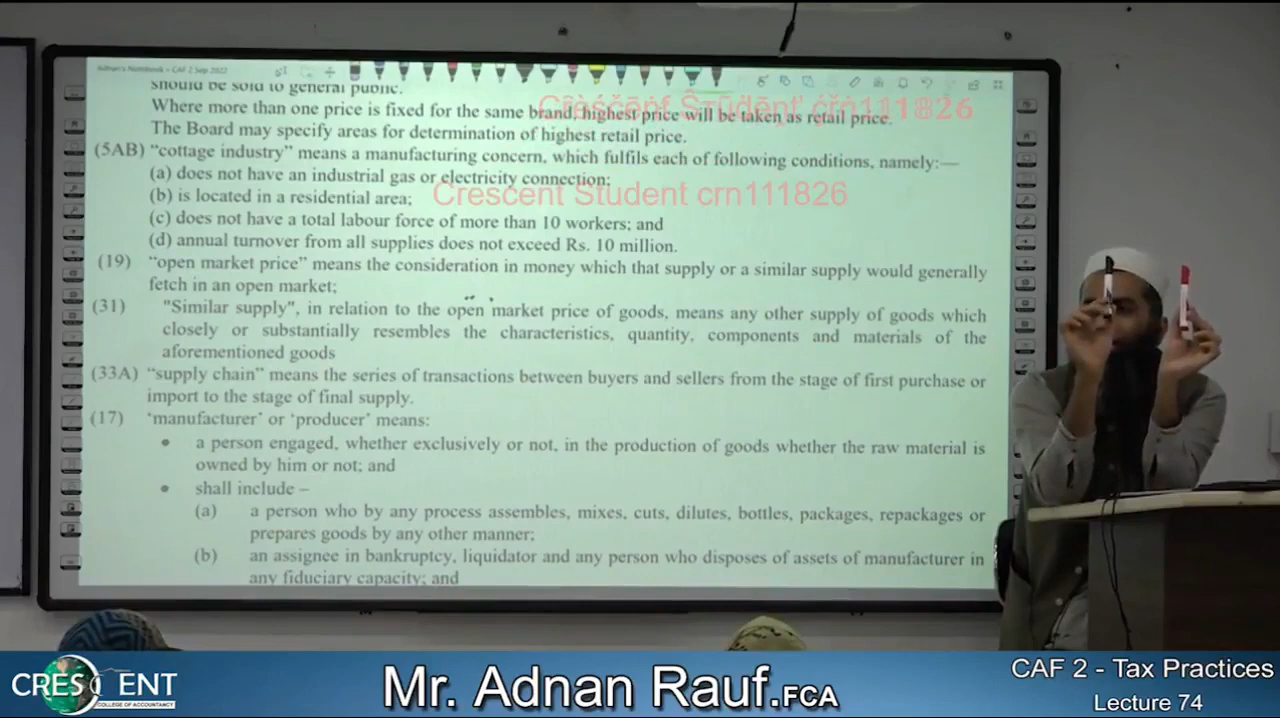 Adnan's Notebook – CAF 2 Sep 2022
should be sold to general public.
Where more than one price is fixed for the same brand, highest price will be taken as retail price.
The Board may specify areas for determination of highest retail price.
(5AB) “cottage industry” means a manufacturing concern, which fulfils each of following conditions, namely:—
(a) does not have an industrial gas or electricity connection;
(b) is located in a residential area;
(c) does not have a total labour force of more than 10 workers; and
(d) annual turnover from all supplies does not exceed Rs. 10 million.
(19) “open market price” means the consideration in money which that supply or a similar supply would generally
fetch in an open market;
(31) "Similar supply", in relation to the open market price of goods, means any other supply of goods which
closely or substantially resembles the characteristics, quantity, components and materials of the
aforementioned goods
(33A) “supply chain” means the series of transactions between buyers and sellers from the stage of first purchase or
import to the stage of final supply.
(17) ‘manufacturer’ or ‘producer’ means:
• a person engaged, whether exclusively or not, in the production of goods whether the raw material is
owned by him or not; and
• shall include –
(a) a person who by any process assembles, mixes, cuts, dilutes, bottles, packages, repackages or
prepares goods by any other manner;
(b) an assignee in bankruptcy, liquidator and any person who disposes of assets of manufacturer in
any fiduciary capacity; and
Crescent Student crn111826
CRESCENT
COLLEGE OF ACCOUNTANCY
Mr. Adnan Rauf.FCA
CAF 2 - Tax Practices
Lecture 74